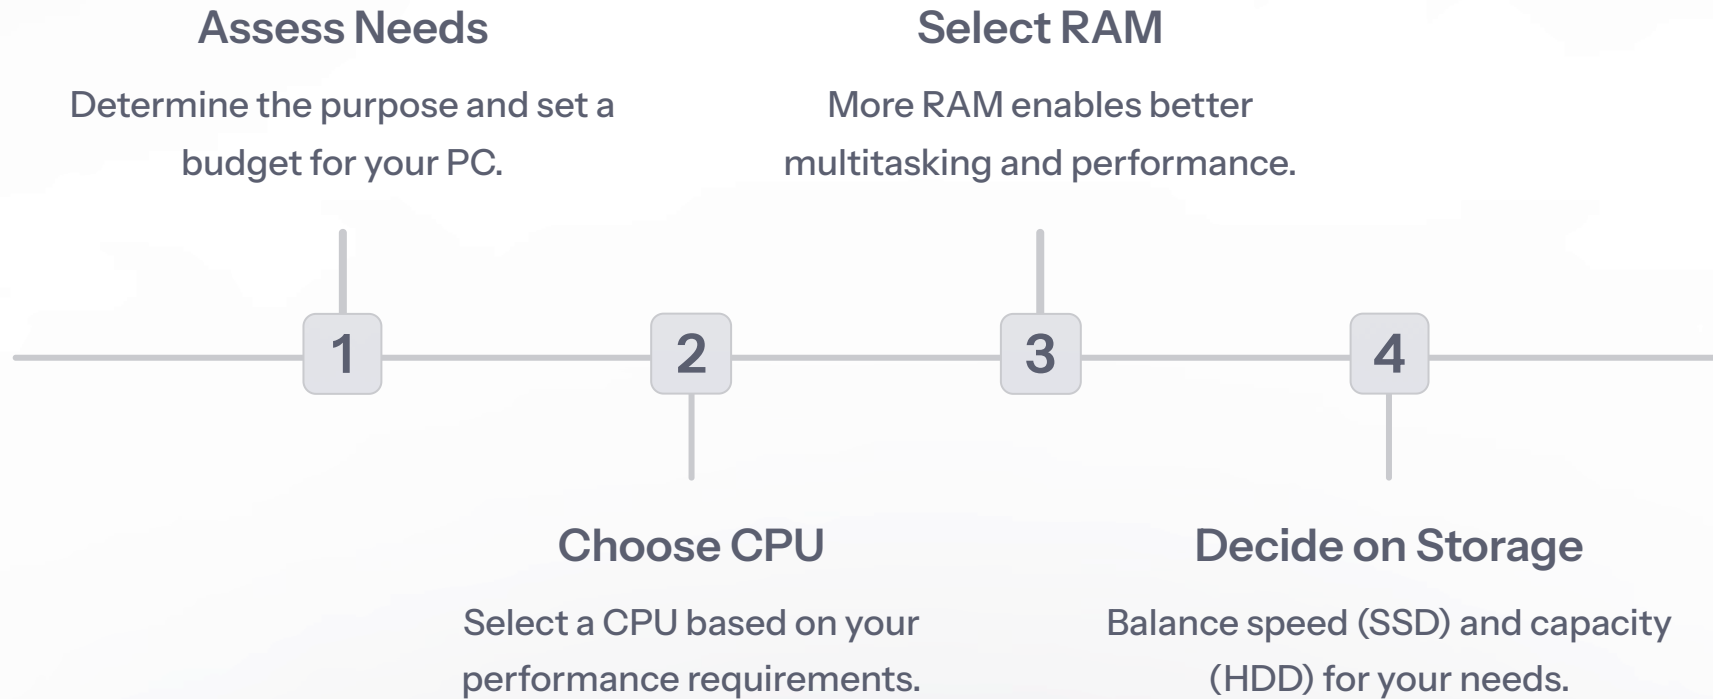 Assess Needs
Determine the purpose and set a
budget for your PC.
1
2
Choose CPU
Select a CPU based on your
performance requirements.
Select RAM
More RAM enables better
multitasking and performance.
3
4
Decide on Storage
Balance speed (SSD) and capacity
(HDD) for your needs.